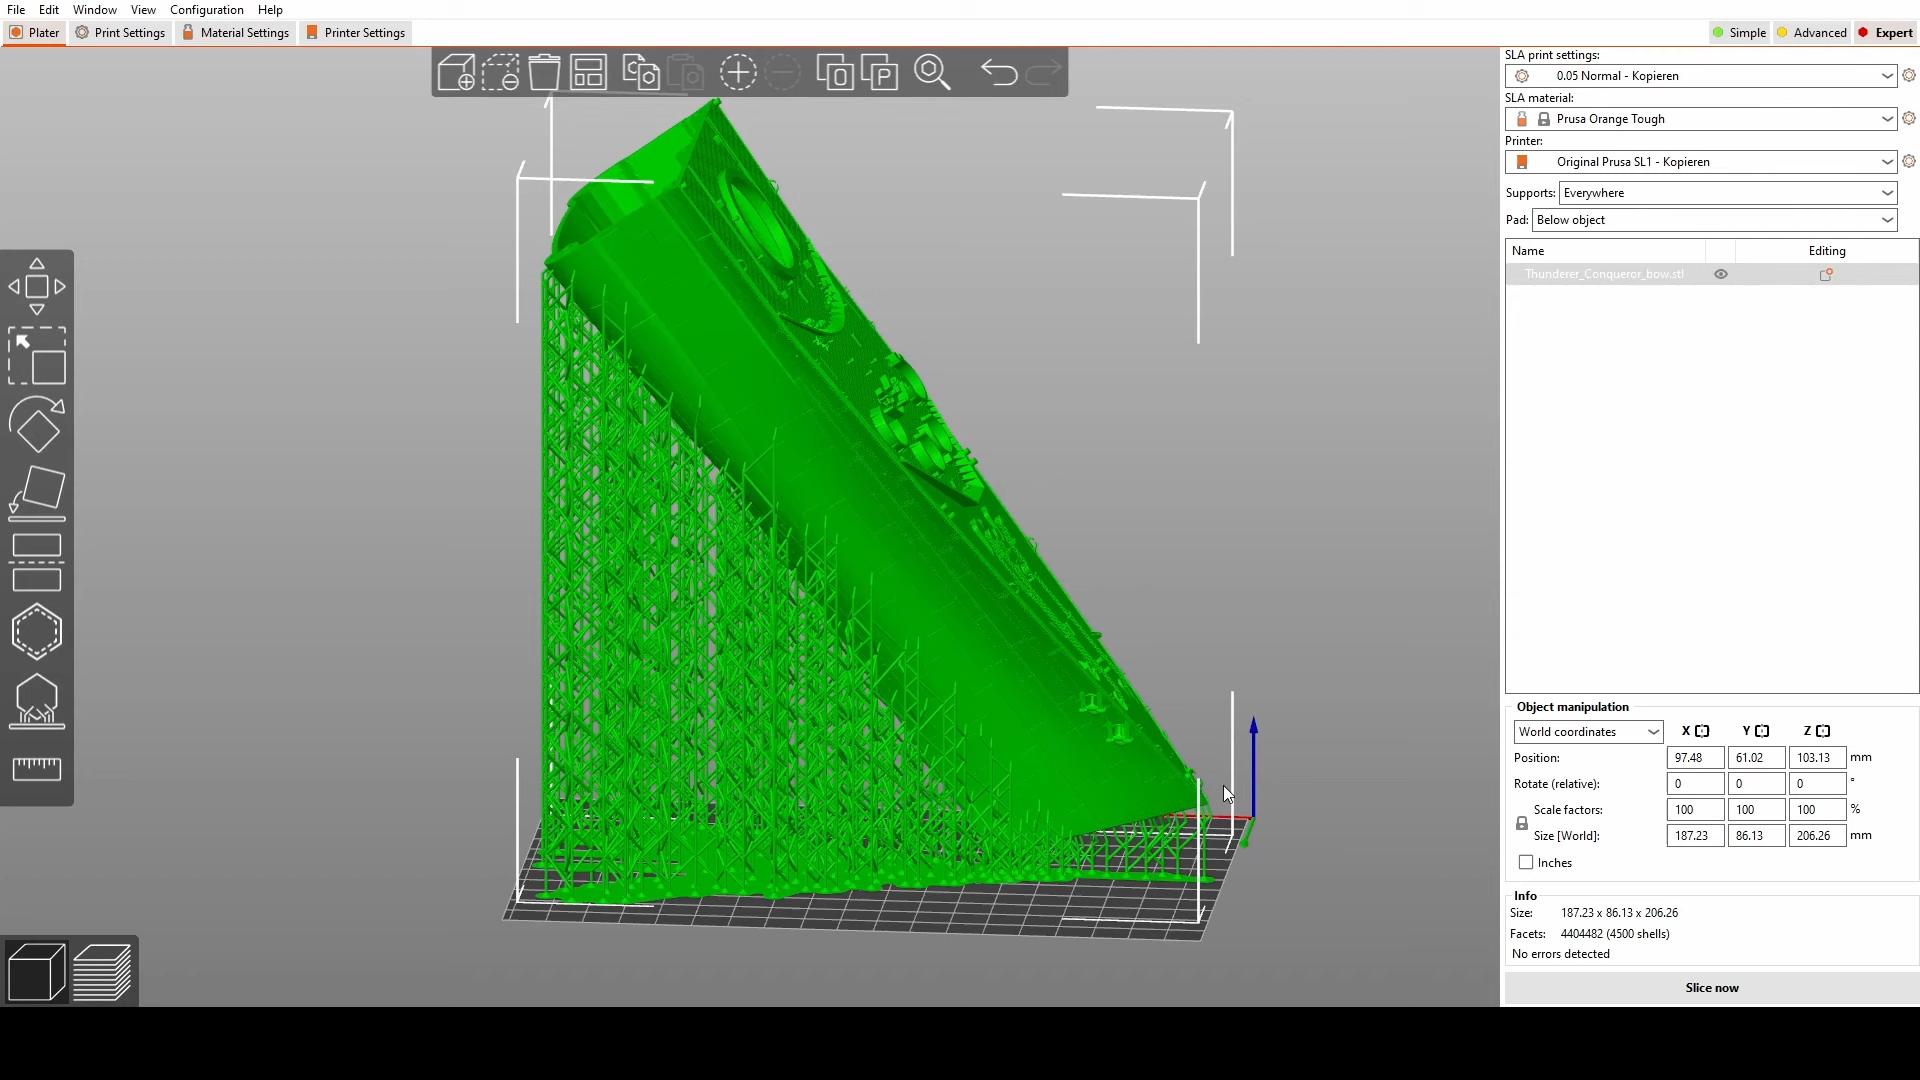 File Edit Window View Configuration Help
Plater Print Settings Material Settings Printer Settings Simple Advanced Expert
SLA print settings:
0.05 Normal - Kopieren
SLA material:
Prusa Orange Tough
Printer:
Original Prusa SL1 - Kopieren
Supports: Everywhere
Pad: Below object
Name Editing
Thunderer_Conqueror_bow.stl
Object manipulation
World coordinates X Y Z
Position: 97.48 61.02 103.13 mm
Rotate (relative): 0 0 0 °
Scale factors: 100 100 100 %
Size [World]: 187.23 86.13 206.26 mm
Inches
Info
Size: 187.23 x 86.13 x 206.26
Facets: 4404482 (4500 shells)
No errors detected
Slice now